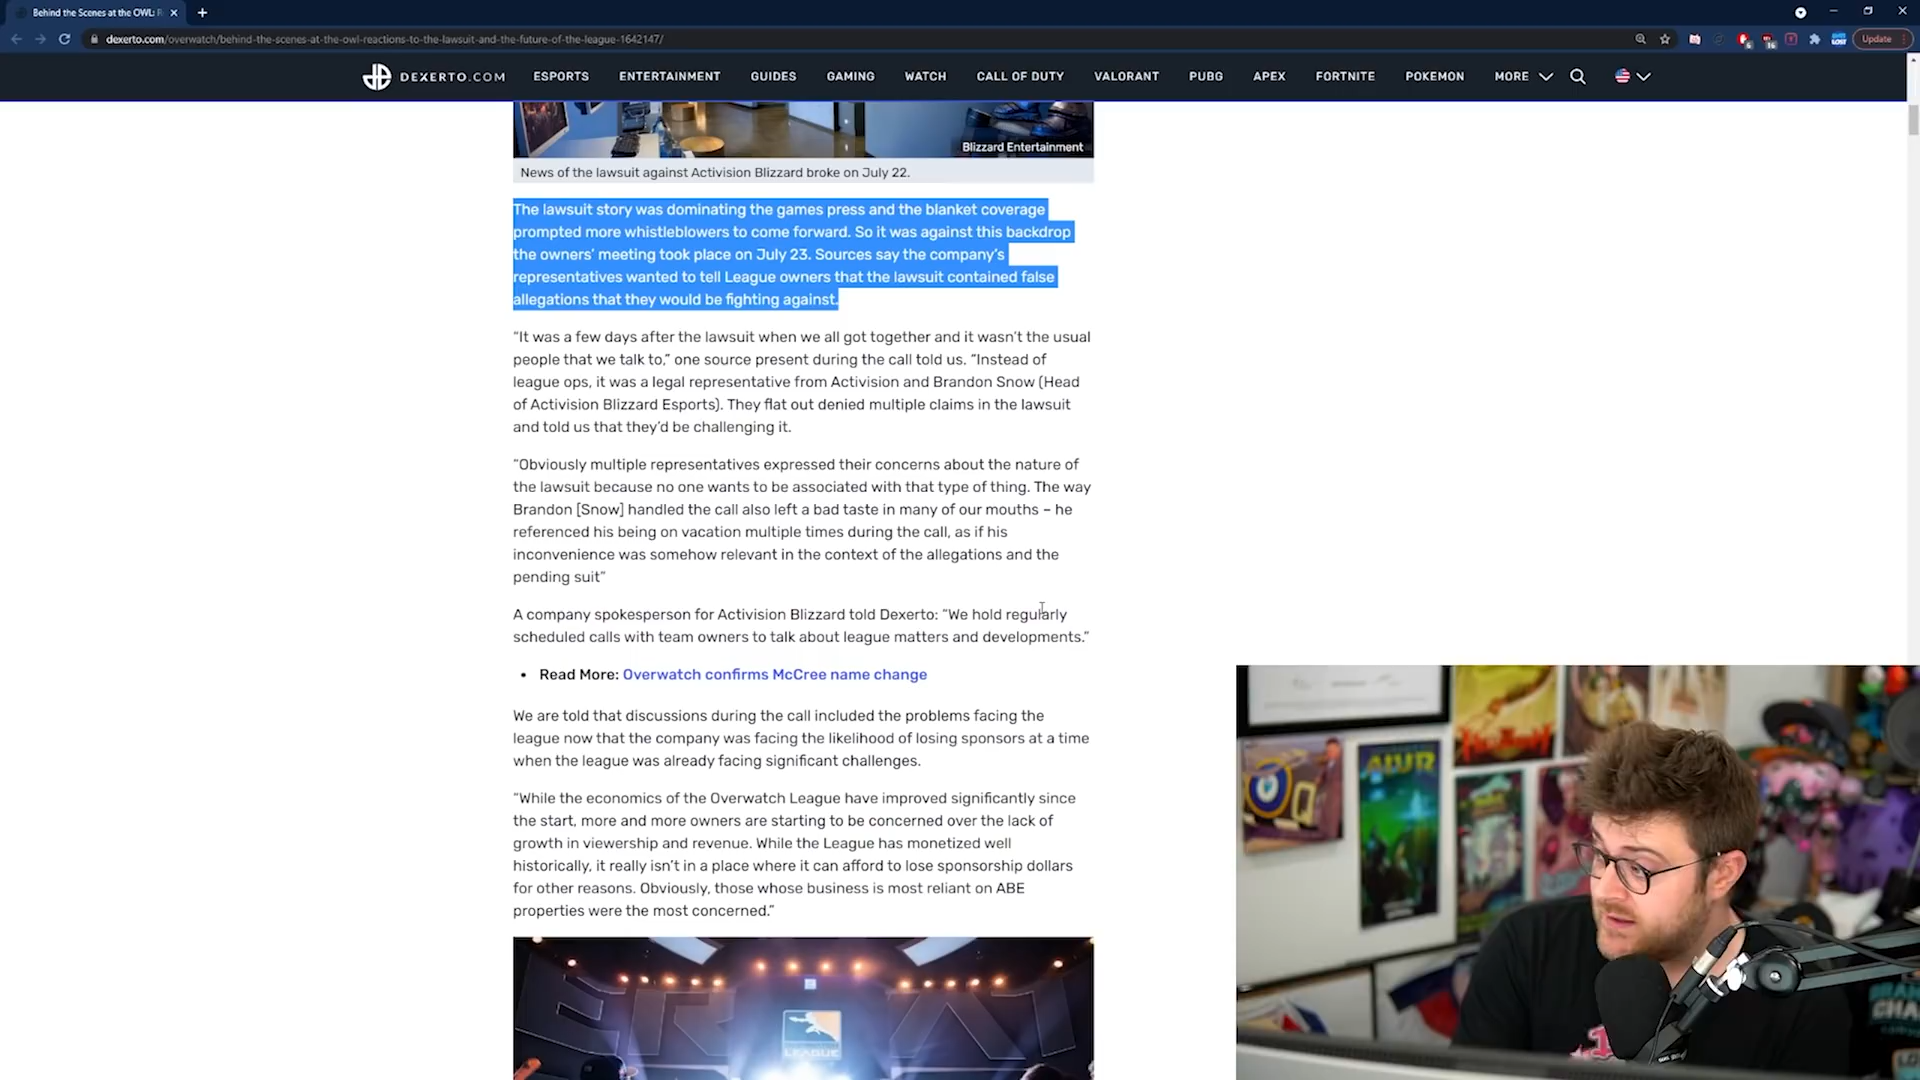 Behind the Scenes at the OWL: R
dexerto.com/overwatch/behind-the-scenes-at-the-owl-reactions-to-the-lawsuit-and-the-future-of-the-league-1642147/
Update
DEXERTO.COM
ESPORTS
ENTERTAINMENT
GUIDES
GAMING
WATCH
CALL OF DUTY
VALORANT
PUBG
APEX
FORTNITE
POKEMON
MORE
Blizzard Entertainment
News of the lawsuit against Activision Blizzard broke on July 22.
The lawsuit story was dominating the games press and the blanket coverage
prompted more whistleblowers to come forward. So it was against this backdrop
the owners’ meeting took place on July 23. Sources say the company’s
representatives wanted to tell League owners that the lawsuit contained false
allegations that they would be fighting against.
“It was a few days after the lawsuit when we all got together and it wasn’t the usual
people that we talk to,” one source present during the call told us. “Instead of
league ops, it was a legal representative from Activision and Brandon Snow (Head
of Activision Blizzard Esports). They flat out denied multiple claims in the lawsuit
and told us that they’d be challenging it.
“Obviously multiple representatives expressed their concerns about the nature of
the lawsuit because no one wants to be associated with that type of thing. The way
Brandon [Snow] handled the call also left a bad taste in many of our mouths – he
referenced his being on vacation multiple times during the call, as if his
inconvenience was somehow relevant in the context of the allegations and the
pending suit”
A company spokesperson for Activision Blizzard told Dexerto: “We hold regularly
scheduled calls with team owners to talk about league matters and developments.”
• Read More: Overwatch confirms McCree name change
We are told that discussions during the call included the problems facing the
league now that the company was facing the likelihood of losing sponsors at a time
when the league was already facing significant challenges.
“While the economics of the Overwatch League have improved significantly since
the start, more and more owners are starting to be concerned over the lack of
growth in viewership and revenue. While the League has monetized well
historically, it really isn’t in a place where it can afford to lose sponsorship dollars
for other reasons. Obviously, those whose business is most reliant on ABE
properties were the most concerned.”
LEAGUE